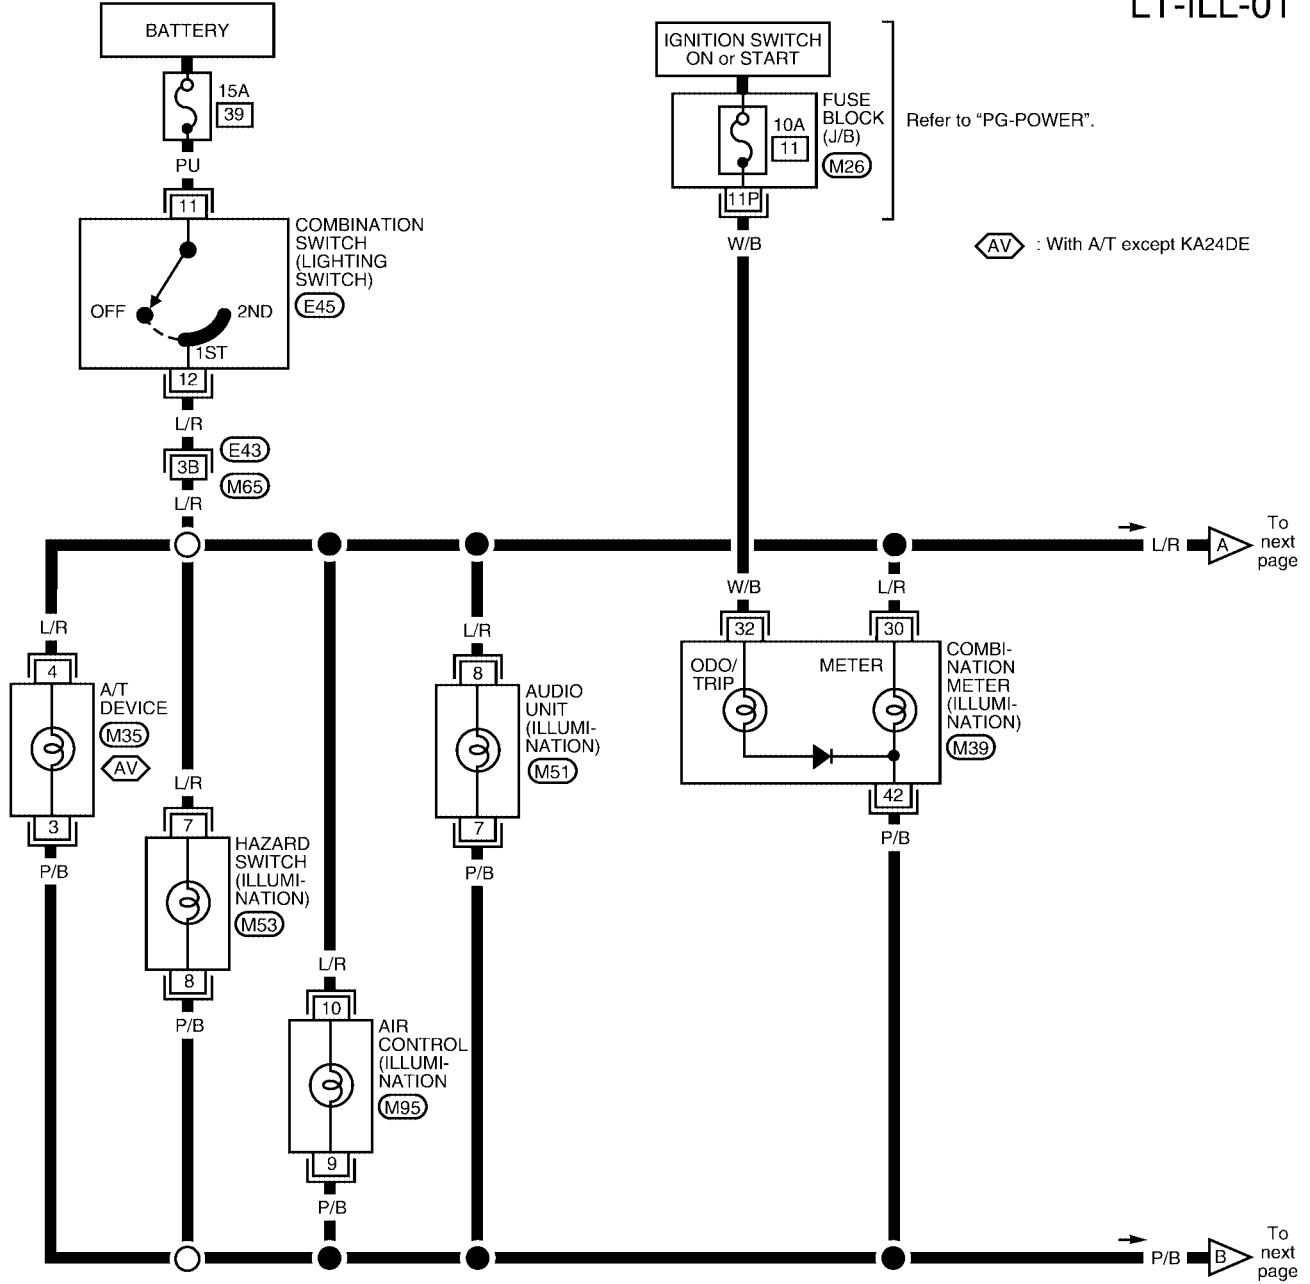 LT-ILL-01
BATTERY
15A
39
PU
11
COMBINATION
SWITCH
(LIGHTING
SWITCH)
E45
OFF
2ND
1ST
12
L/R
E43
3B
M65
L/R
IGNITION SWITCH
ON or START
FUSE
BLOCK
(J/B)
M26
10A
11
11P
W/B
Refer to “PG-POWER”.
AV : With A/T except KA24DE
L/R
A
To
next
page
L/R
4
A/T
DEVICE
M35
AV
3
P/B
L/R
7
HAZARD
SWITCH
(ILLUMI-
NATION)
M53
8
P/B
L/R
10
AIR
CONTROL
(ILLUMI-
NATION
M95
9
P/B
L/R
8
AUDIO
UNIT
(ILLUMI-
NATION)
M51
7
P/B
W/B
32
L/R
30
ODO/
TRIP
METER
COMBI-
NATION
METER
(ILLUMI-
NATION)
M39
42
P/B
P/B
B
To
next
page